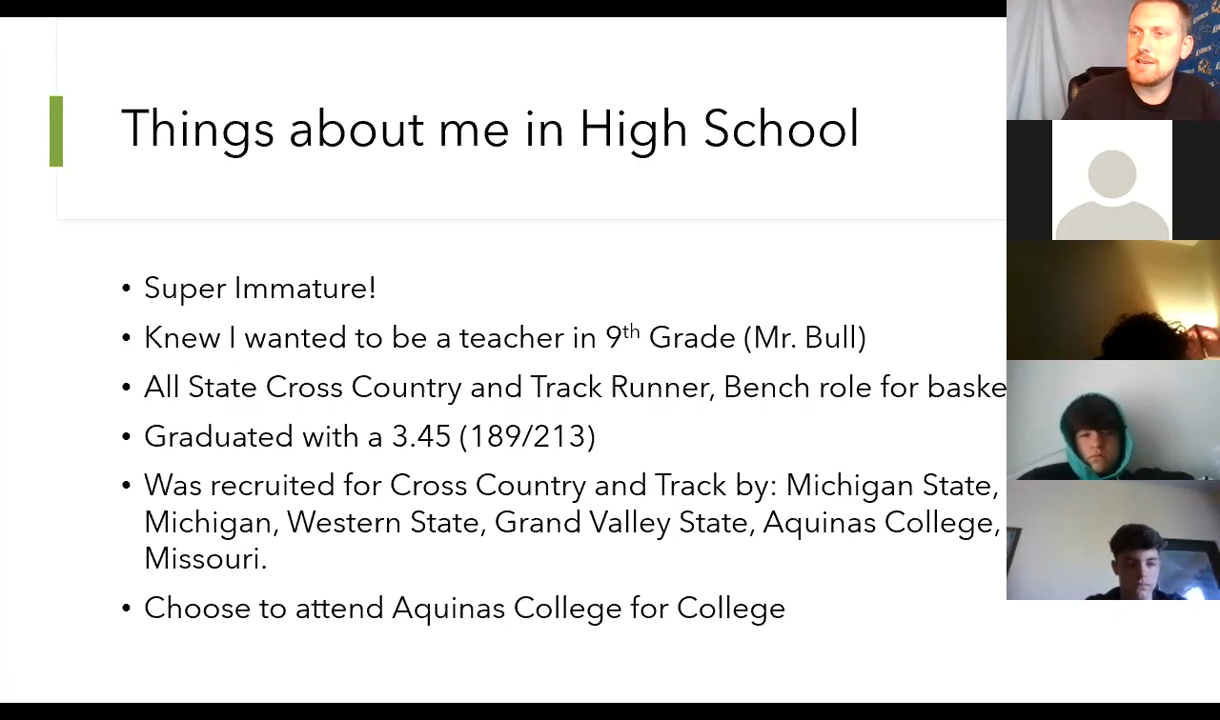 Things about me in High School
• Super Immature!
• Knew I wanted to be a teacher in 9th Grade (Mr. Bull)
• All State Cross Country and Track Runner, Bench role for baske
• Graduated with a 3.45 (189/213)
• Was recruited for Cross Country and Track by: Michigan State,
Michigan, Western State, Grand Valley State, Aquinas College,
Missouri.
• Choose to attend Aquinas College for College